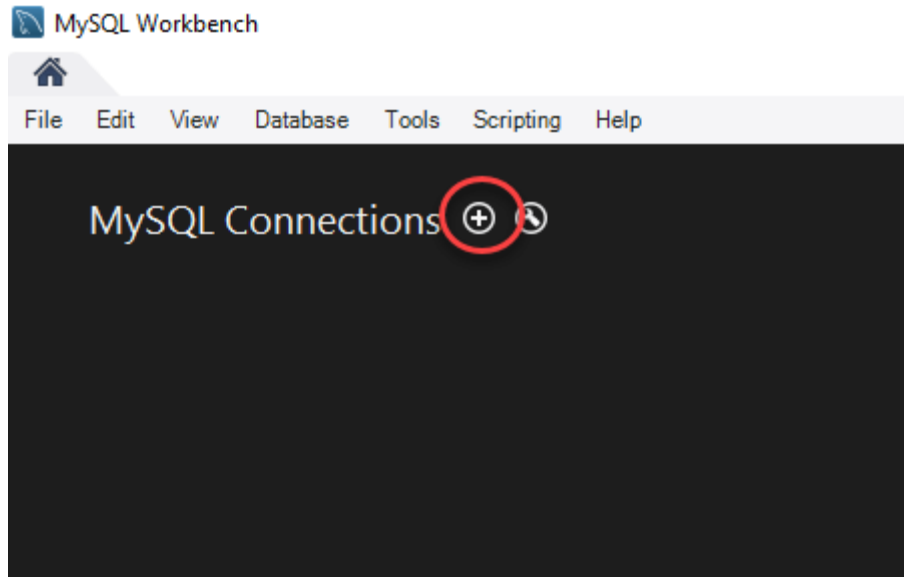 MySQL Workbench
File Edit View Database Tools Scripting Help
MySQL Connections